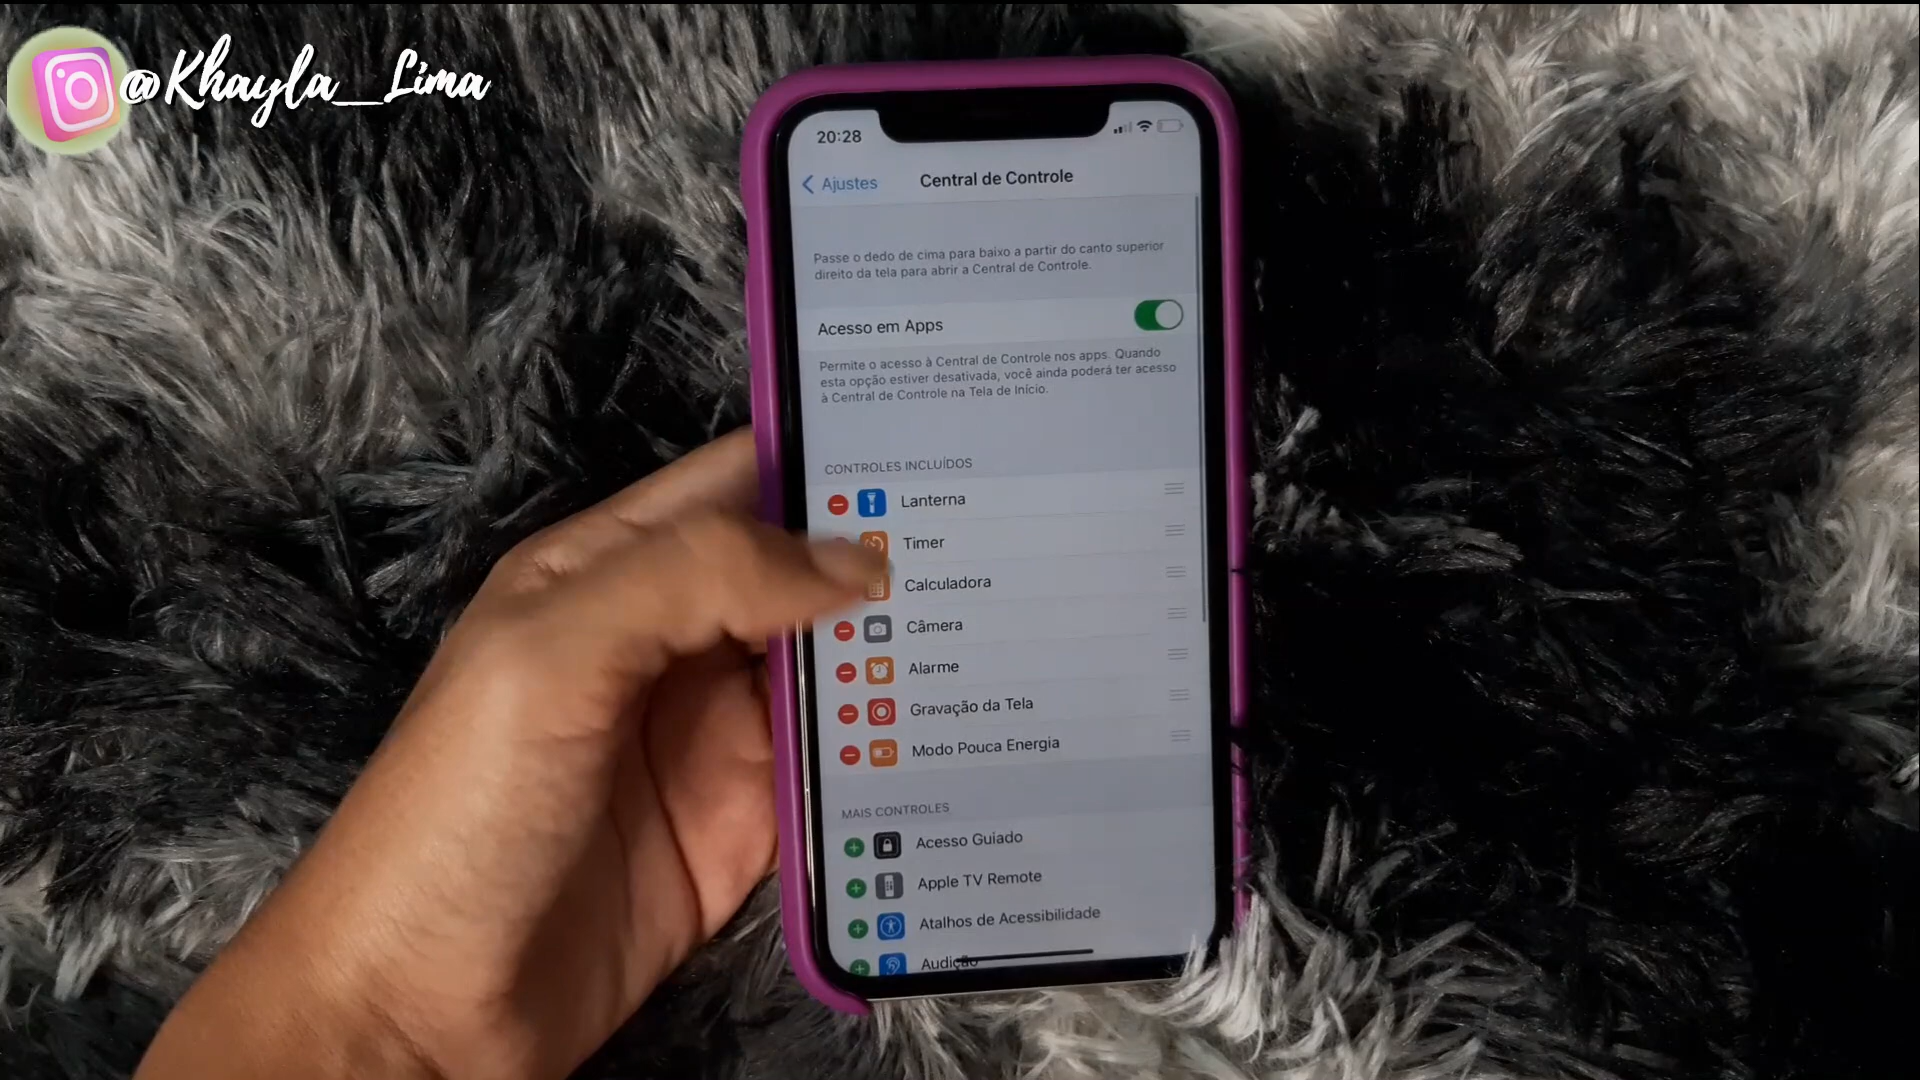 @Khayla_Lima
20:28
Ajustes
Central de Controle
Passe o dedo de cima para baixo a partir do canto superior
direito da tela para abrir a Central de Controle.
Acesso em Apps
Permite o acesso à Central de Controle nos apps. Quando
esta opção estiver desativada, você ainda poderá ter acesso
à Central de Controle na Tela de Início.
CONTROLES INCLUÍDOS
Lanterna
Timer
Calculadora
Câmera
Alarme
Gravação da Tela
Modo Pouca Energia
MAIS CONTROLES
Acesso Guiado
Apple TV Remote
Atalhos de Acessibilidade
Audição